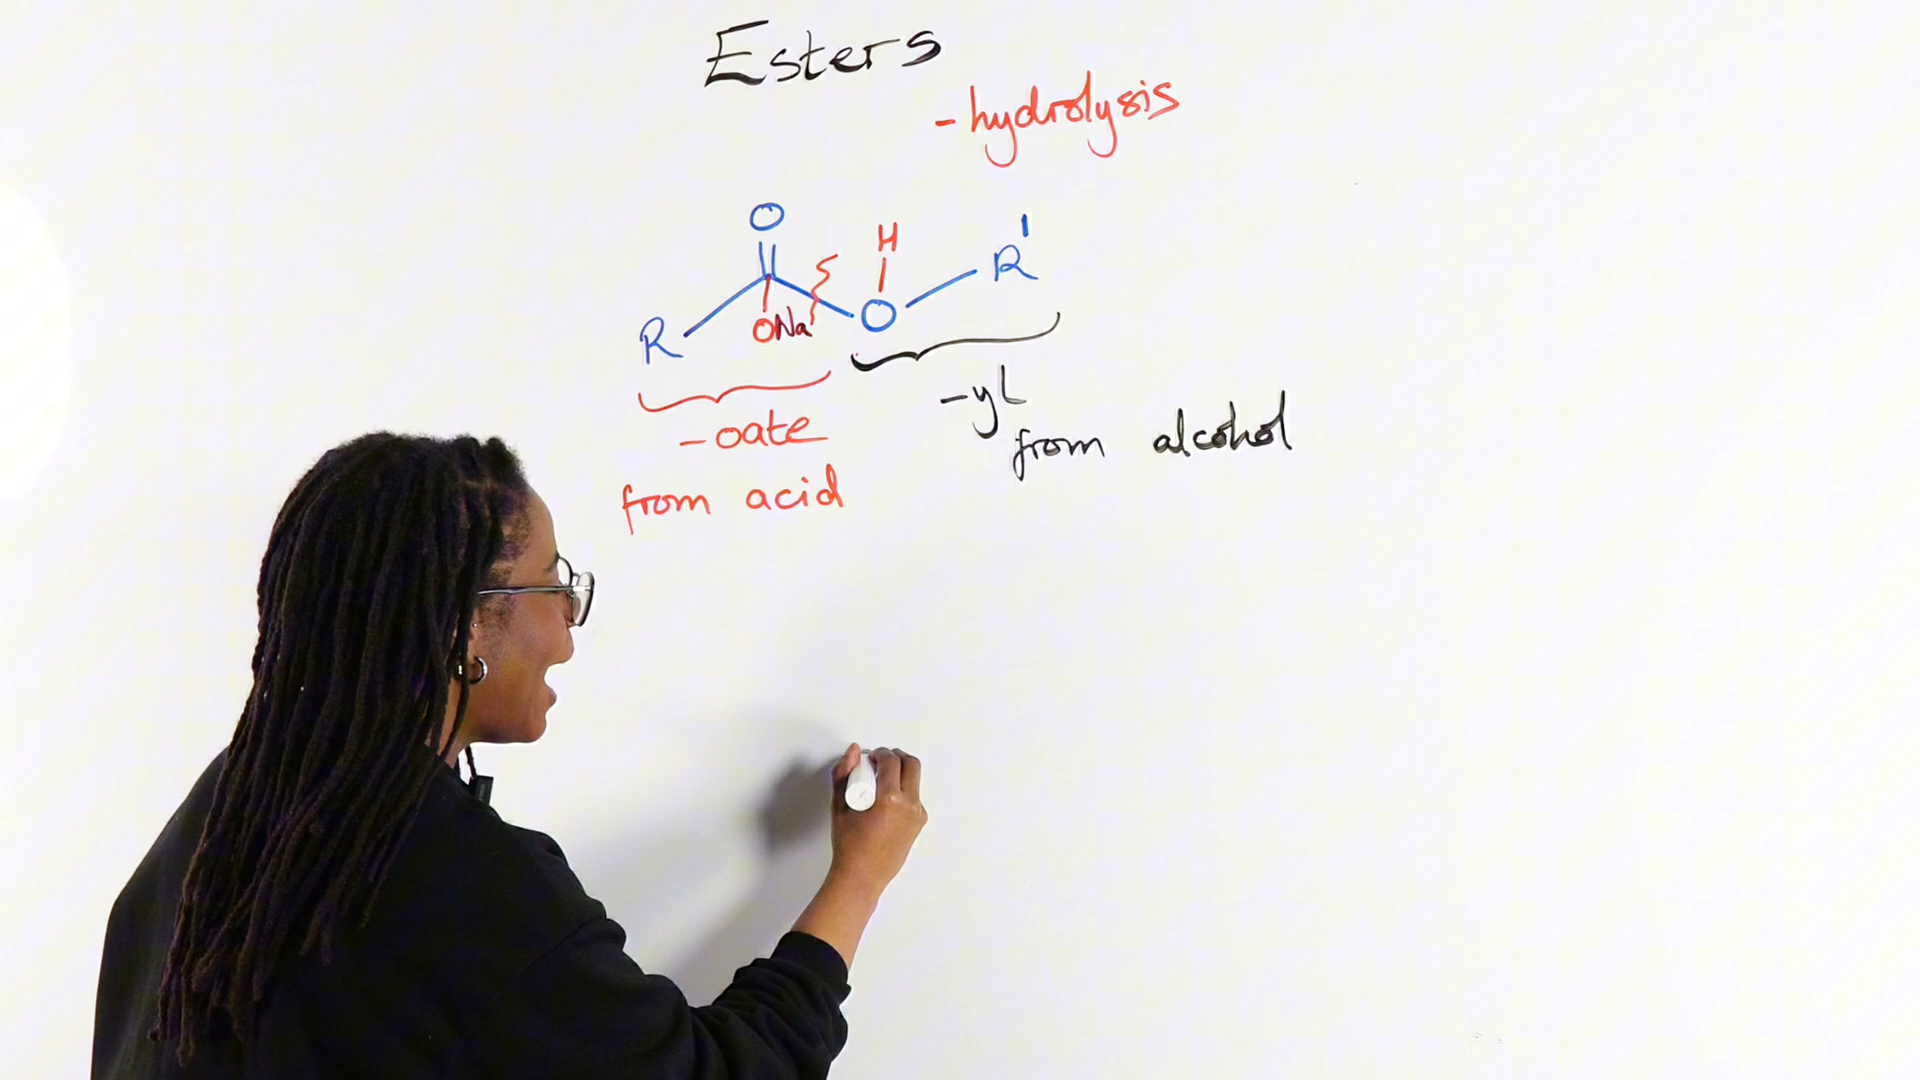 Esters
- hydrolysis
O
H
R'
R
ONa
O
- oate
from acid
- yl
from alcohol